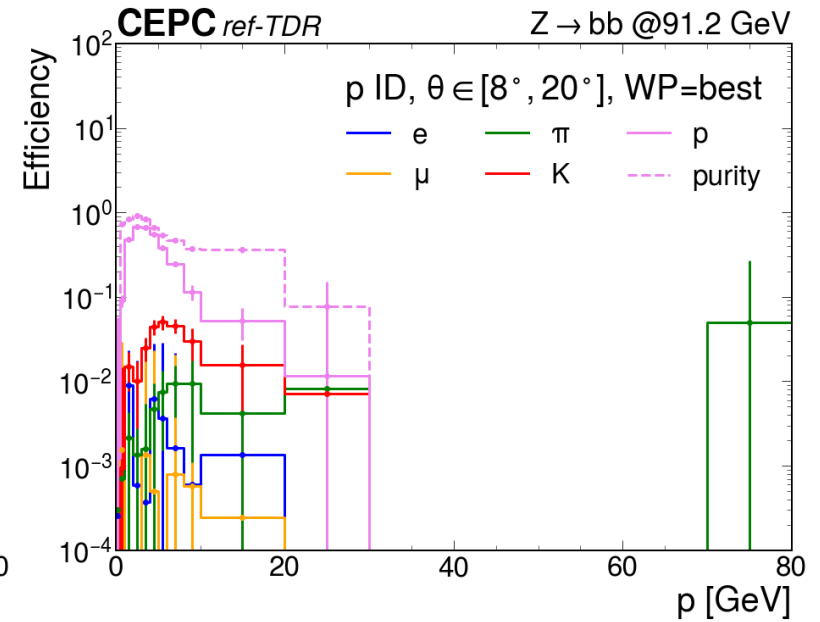 CEPC ref-TDR Z → bb @91.2 GeV
p ID, θ ∈ [8°, 20°], WP=best
e π p
μ K purity
Efficiency
10²
10¹
10⁰
10⁻¹
10⁻²
10⁻³
10⁻⁴
0 0 20 40 60 80
p [GeV]